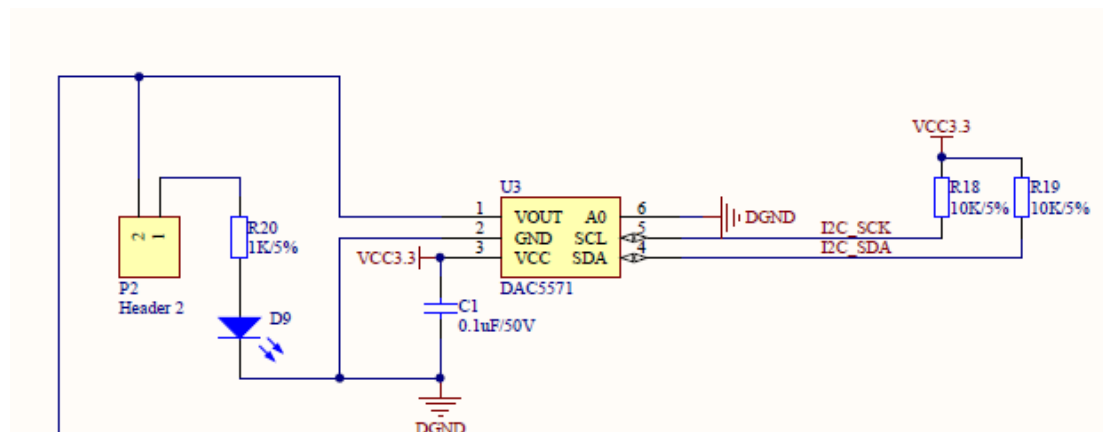 VCC3.3
U3
R18
R19
10K/5%
10K/5%
1
VOUT
A0
6
DGND
2
GND
SCL
5
I2C_SCK
3
VCC
SDA
4
I2C_SDA
VCC3.3
DAC5571
2
1
R20
1K/5%
P2
Header 2
D9
C1
0.1uF/50V
DGND